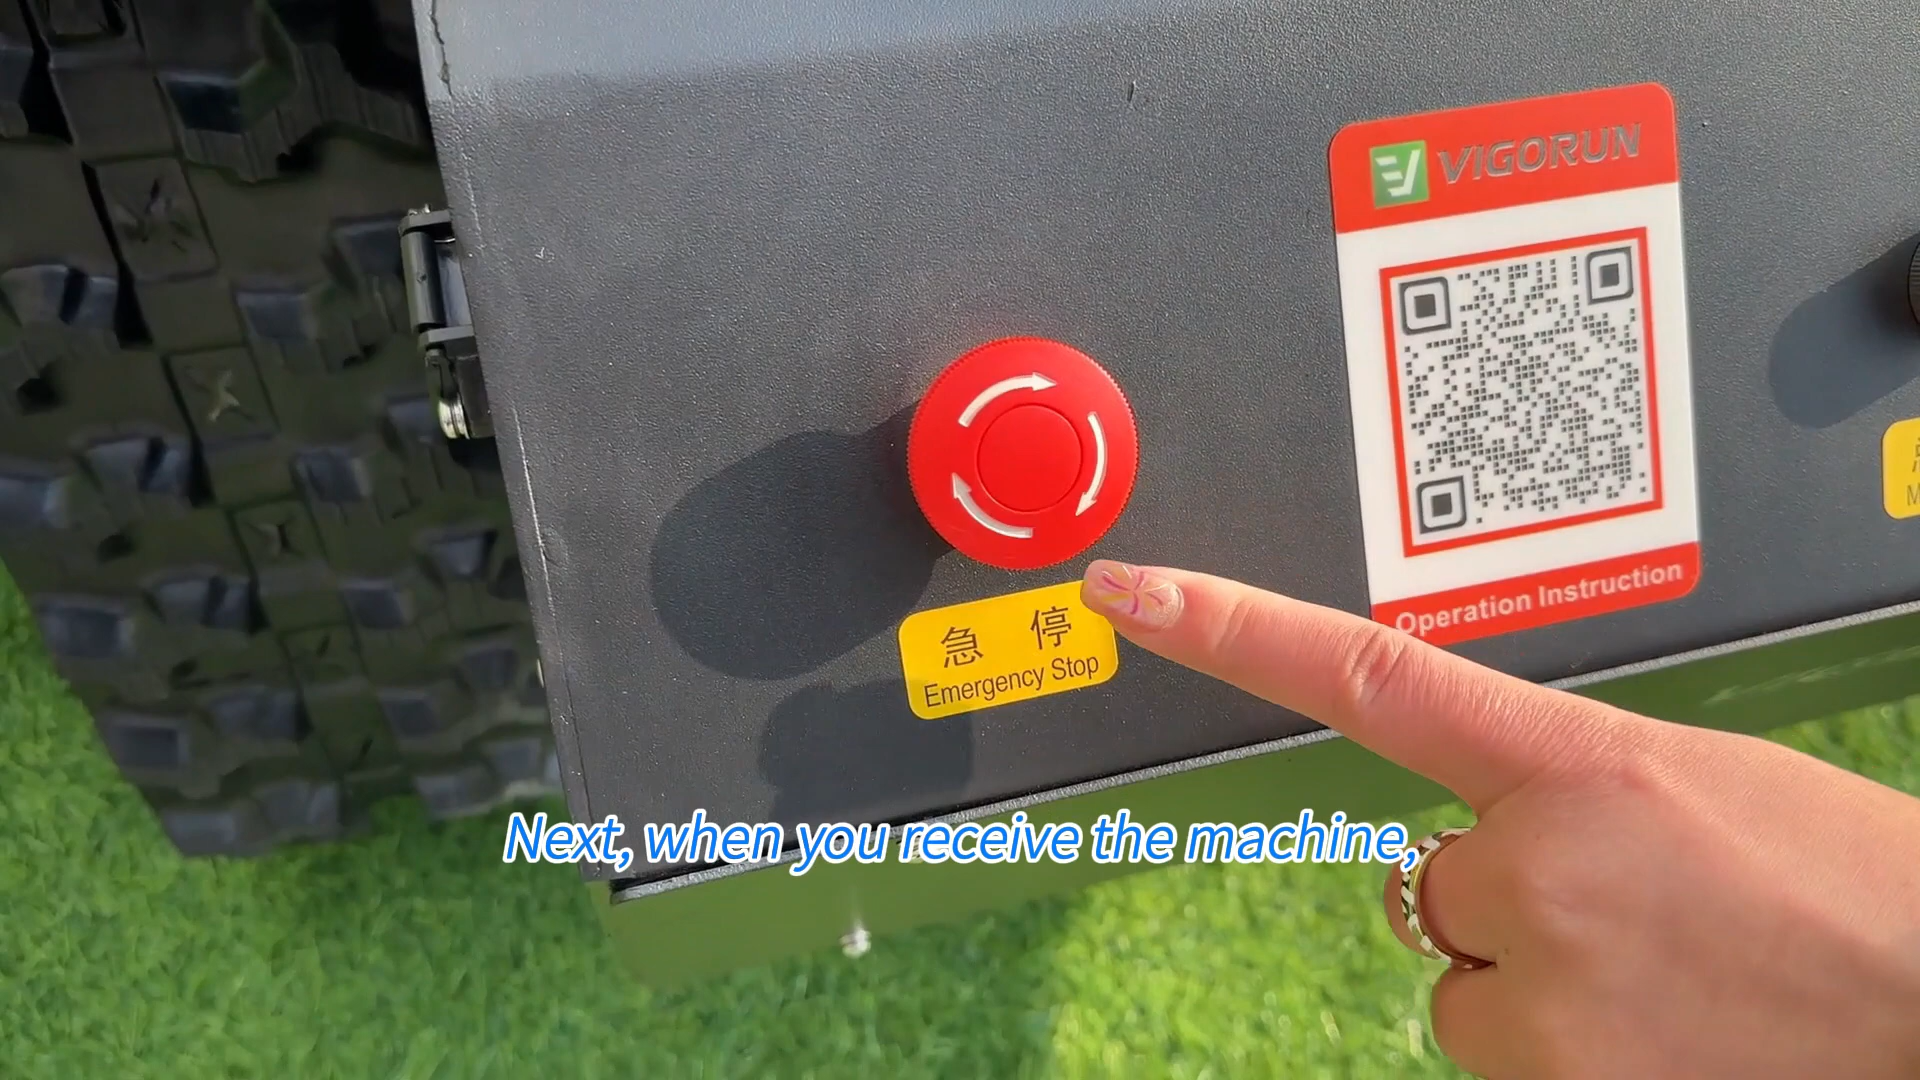 VIGORUN
Operation Instruction
急 停
Emergency Stop
Next, when you receive the machine,